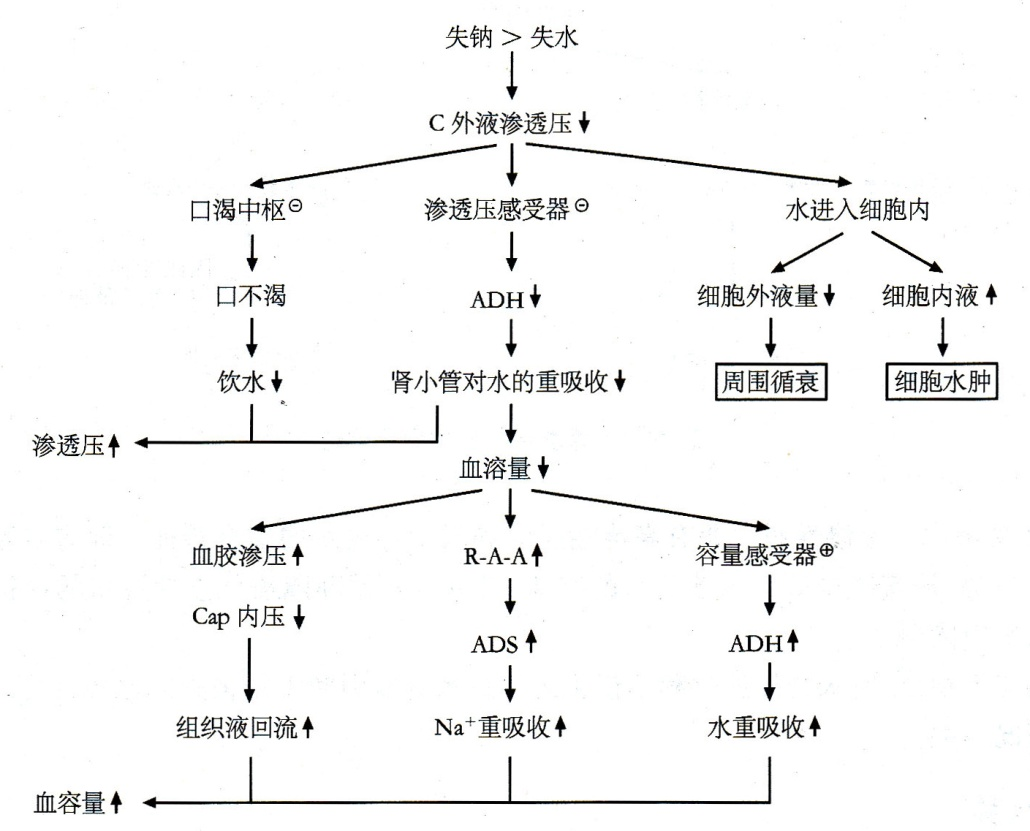 失钠 > 失水
C 外液渗透压↓
口渴中枢⊖ 渗透压感受器⊖ 水进入细胞内
口不渴 ADH↓ 细胞外液量↓ 细胞内液↑
饮水↓ 肾小管对水的重吸收↓ 周围循衰 细胞水肿
渗透压↑
血溶量↓
血胶渗压↑ R-A-A↑ 容量感受器⊕
Cap 内压↓
ADS↑ ADH↑
组织液回流↑ Na⁺重吸收↑ 水重吸收↑
血容量↑